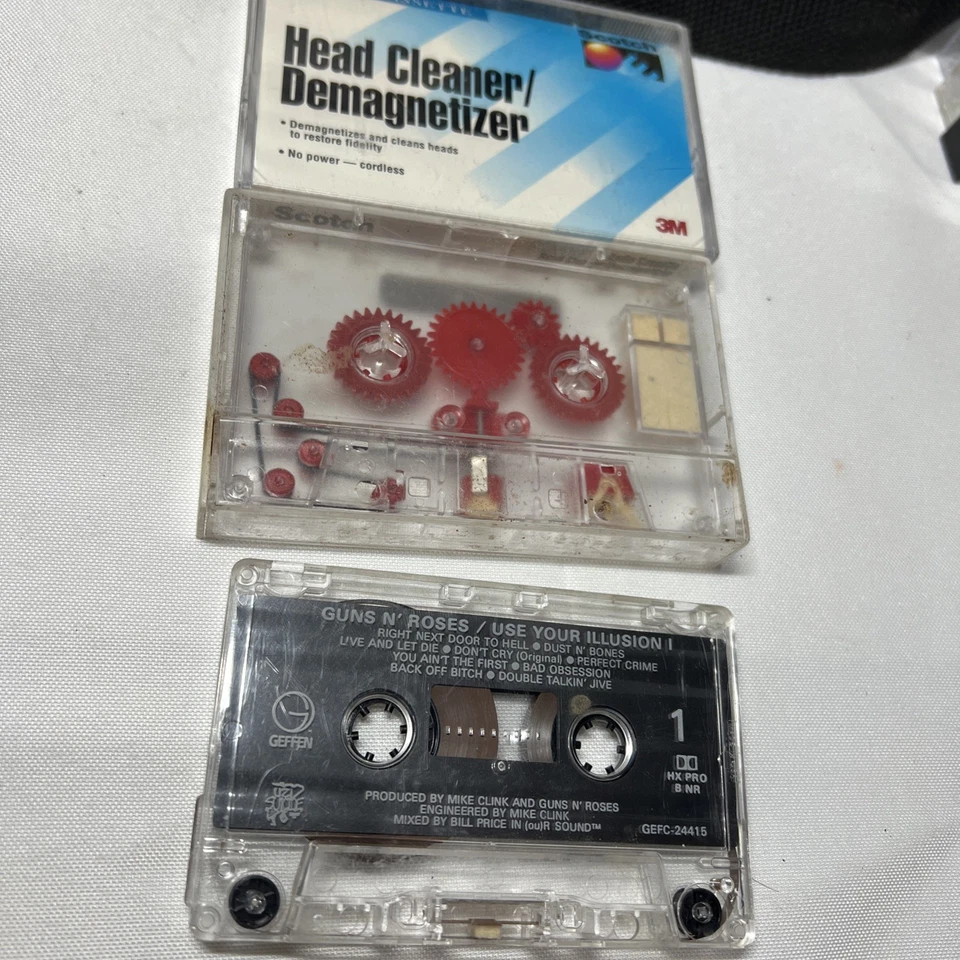 Scotch
Head Cleaner/
Demagnetizer
• Demagnetizes and cleans heads
to restore fidelity
• No power — cordless
3M
Scotch
GUNS N' ROSES / USE YOUR ILLUSION I
RIGHT NEXT DOOR TO HELL ● DUST N' BONES
LIVE AND LET DIE ● DON'T CRY (Original) ● PERFECT CRIME
YOU AIN'T THE FIRST ● BAD OBSESSION
BACK OFF BITCH ● DOUBLE TALKIN' JIVE
GEFFEN
1
HX PRO
B NR
PRODUCED BY MIKE CLINK AND GUNS N' ROSES
ENGINEERED BY MIKE CLINK
MIXED BY BILL PRICE IN (ou)R SOUND™
GEFC-24415